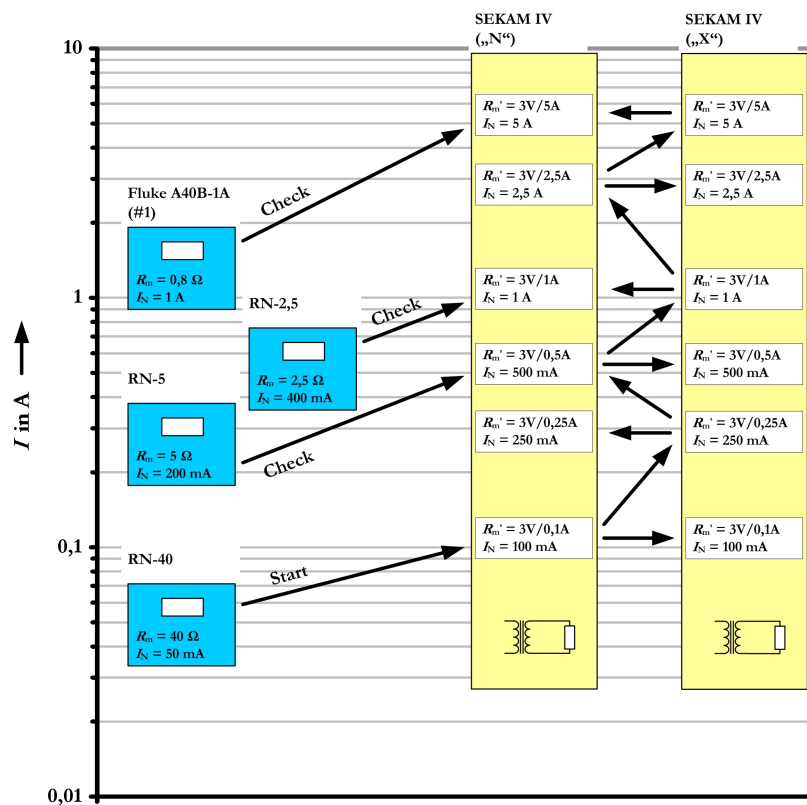 SEKAM IV
(„N“)
SEKAM IV
(„X“)
10
1
0,1
0,01
I in A
Fluke A40B-1A
(#1)
Rm = 0,8 Ω
IN = 1 A
Check
RN-2,5
Rm = 2,5 Ω
IN = 400 mA
Check
RN-5
Rm = 5 Ω
IN = 200 mA
Check
RN-40
Rm = 40 Ω
IN = 50 mA
Start
Rm' = 3V/5A
IN = 5 A
Rm' = 3V/2,5A
IN = 2,5 A
Rm' = 3V/1A
IN = 1 A
Rm' = 3V/0,5A
IN = 500 mA
Rm' = 3V/0,25A
IN = 250 mA
Rm' = 3V/0,1A
IN = 100 mA
Rm' = 3V/5A
IN = 5 A
Rm' = 3V/2,5A
IN = 2,5 A
Rm' = 3V/1A
IN = 1 A
Rm' = 3V/0,5A
IN = 500 mA
Rm' = 3V/0,25A
IN = 250 mA
Rm' = 3V/0,1A
IN = 100 mA